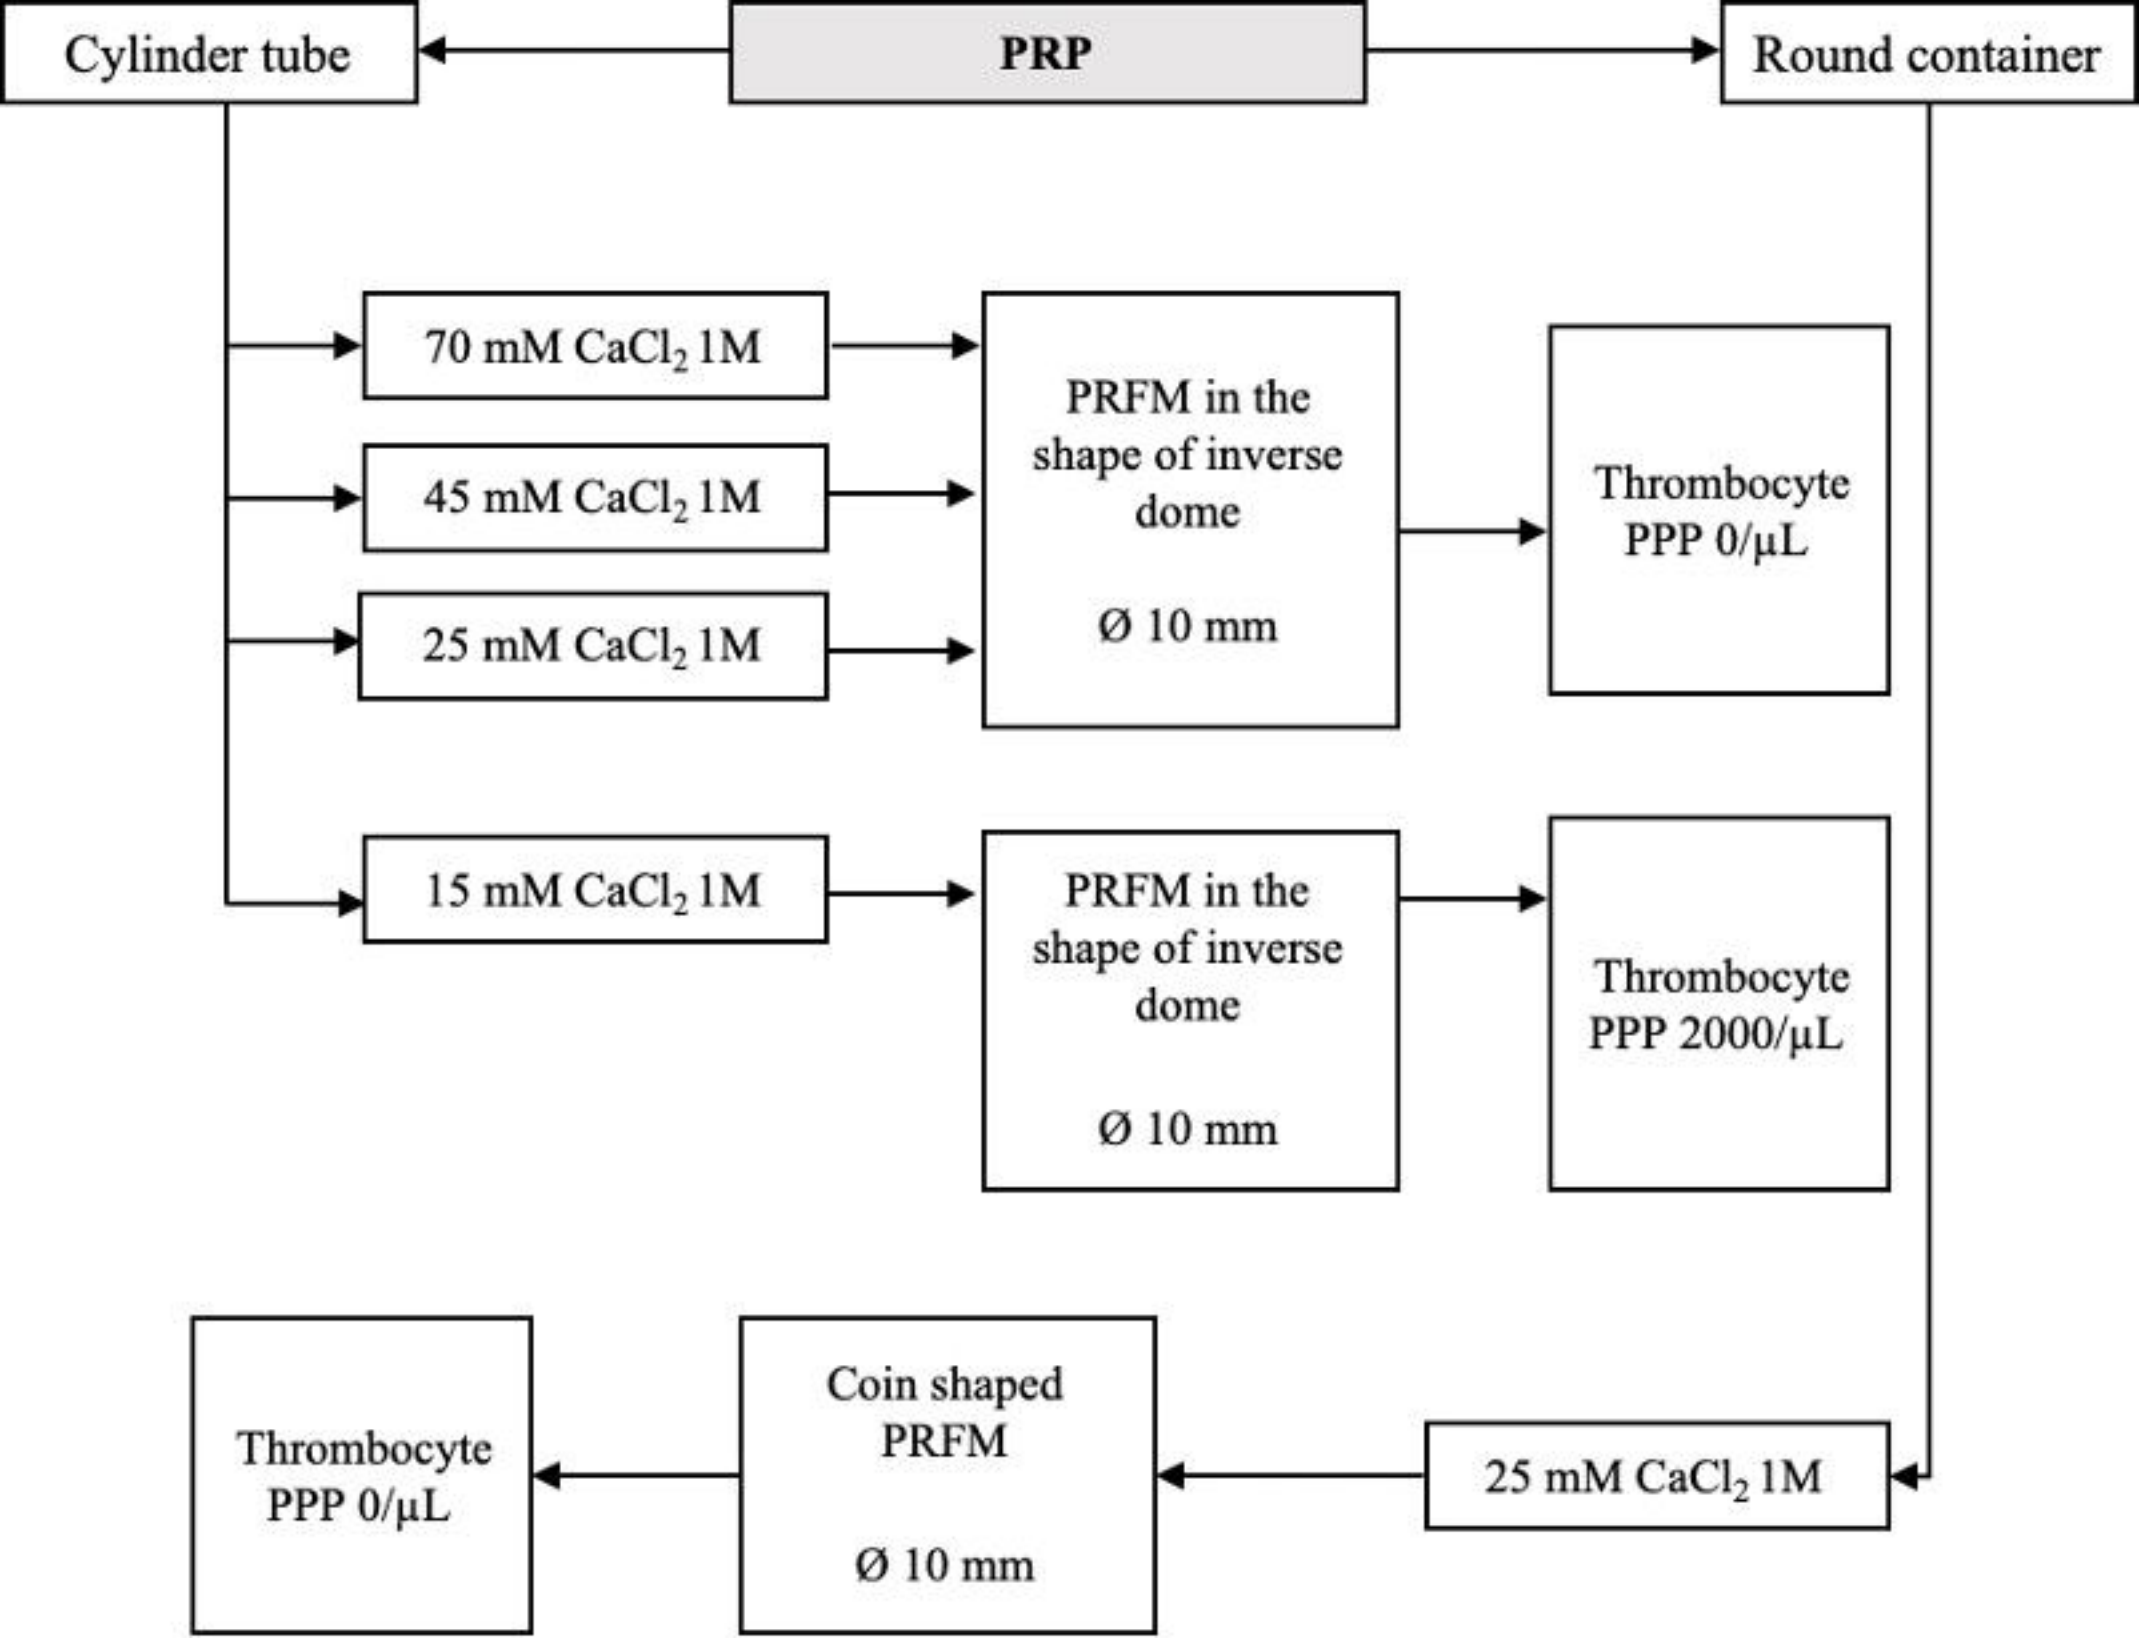 Cylinder tube
PRP
Round container
70 mM CaCl₂ 1M
45 mM CaCl₂ 1M
25 mM CaCl₂ 1M
PRFM in the
shape of inverse
dome
Ø 10 mm
Thrombocyte
PPP 0/µL
15 mM CaCl₂ 1M
PRFM in the
shape of inverse
dome
Ø 10 mm
Thrombocyte
PPP 2000/µL
Thrombocyte
PPP 0/µL
Coin shaped
PRFM
Ø 10 mm
25 mM CaCl₂ 1M